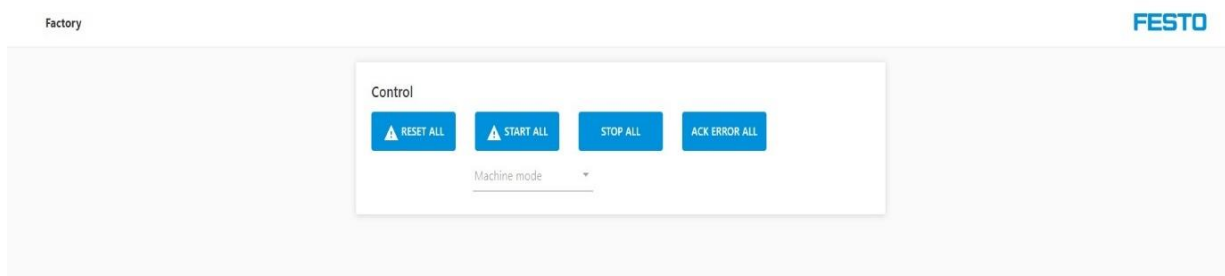 Factory
FESTO
Control
RESET ALL
START ALL
STOP ALL
ACK ERROR ALL
Machine mode